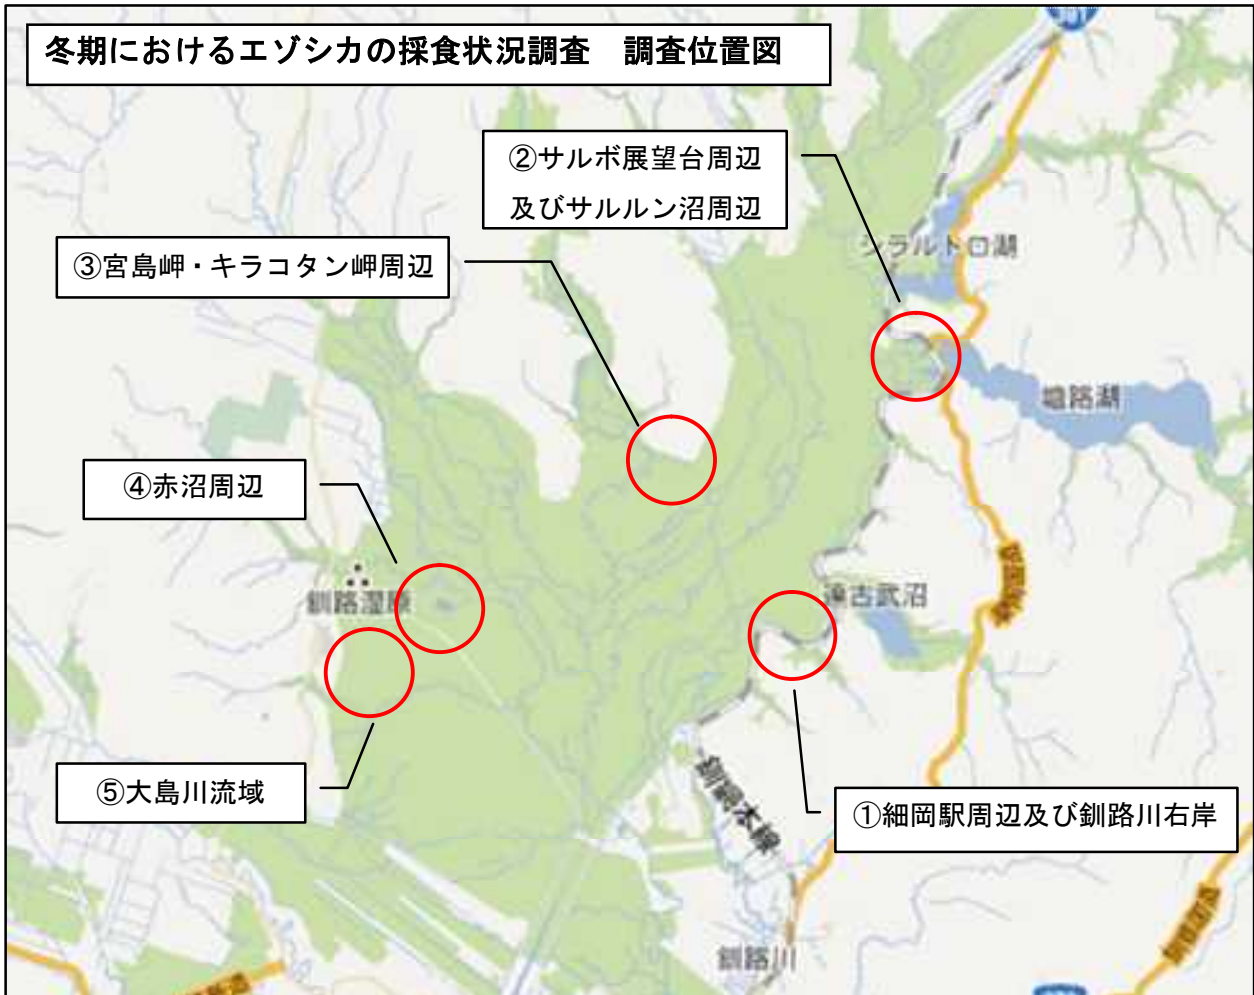 冬期におけるエゾシカの採食状況調査　調査位置図
②サルボ展望台周辺
及びサルルン沼周辺
シラルトロ湖
③宮島岬・キラコタン岬周辺
塘路湖
④赤沼周辺
釧路湿原
達古武沼
⑤大島川流域
釧網本線
①細岡駅周辺及び釧路川右岸
釧路川